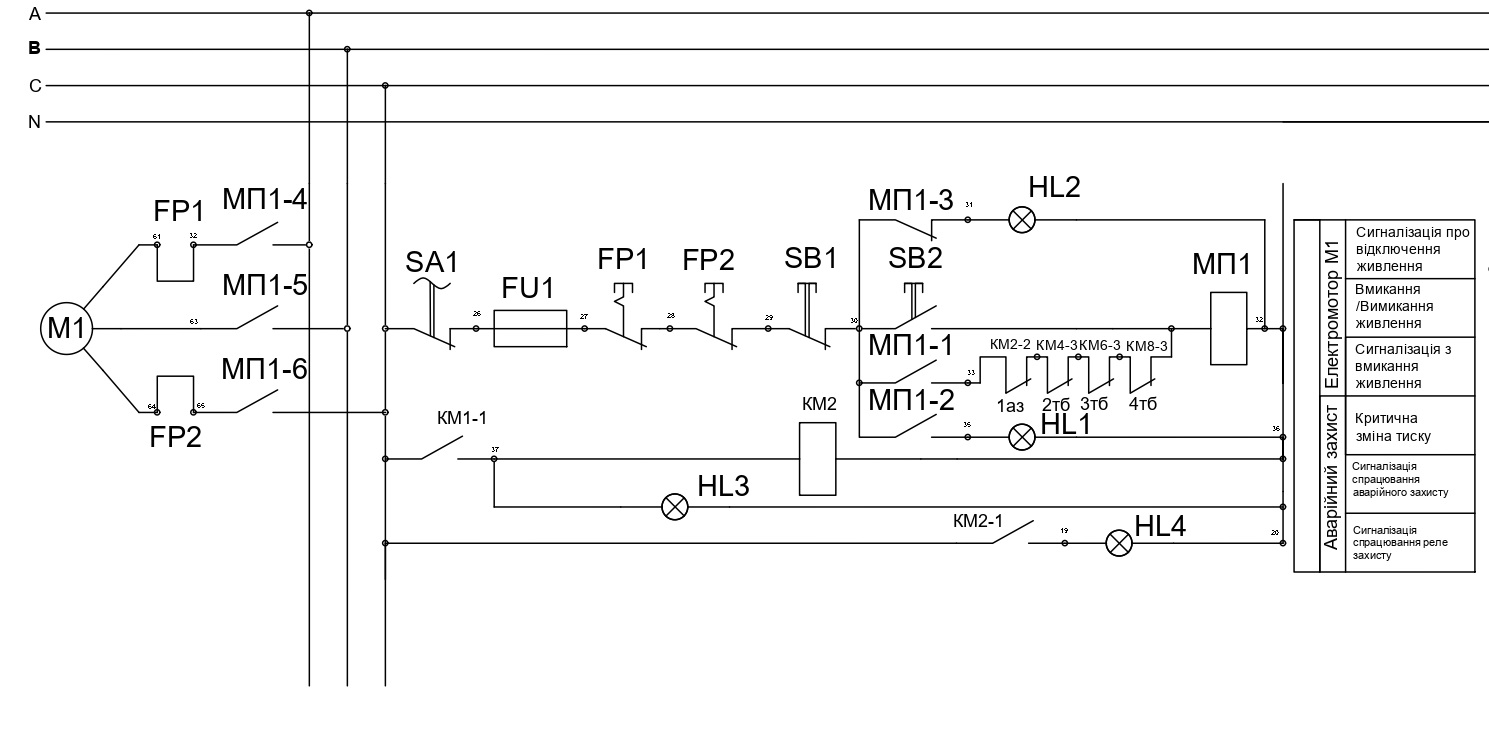 A
B
C
N
МП1-4
FP1
61
32
МП1-5
M1
63
МП1-6
64
65
FP2
SA1
26
FU1
27
FP1
28
FP2
29
SB1
30
SB2
МП1-3
31
HL2
МП1
32
МП1-1
33
КМ2-2
КМ4-3
КМ6-3
КМ8-3
1аз
2тб
3тб
4тб
МП1-2
35
HL1
36
КМ1-1
37
КМ2
HL3
КМ2-1
19
HL4
20
Електромотор М1
Сигналізація про
відключення
живлення
Вмикання
/Вимикання
живлення
Сигналізація з
вмикання
живлення
Аварійний захист
Критична
зміна тиску
Сигналізація
спрацювання
аварійного захисту
Сигналізація
спрацювання реле
захисту